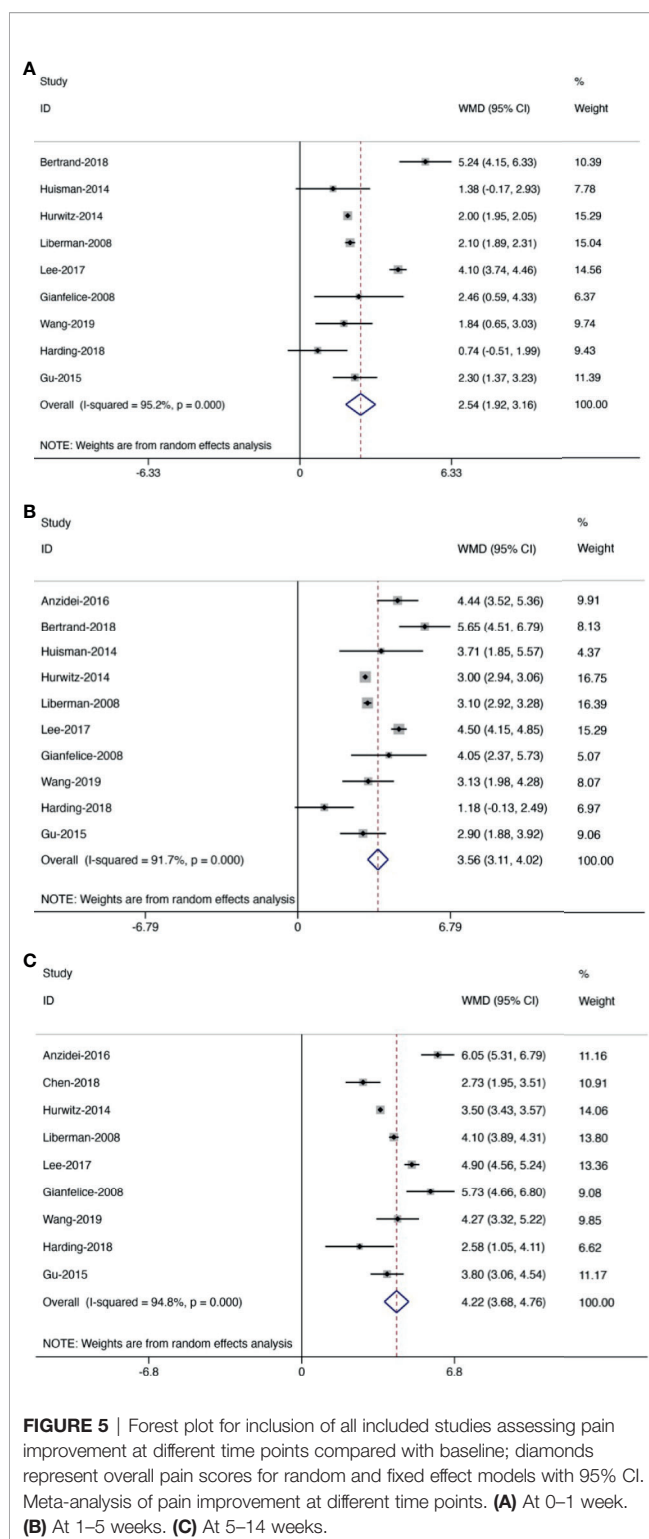 A
Study %
ID WMD (95% CI) Weight
Bertrand-2018 5.24 (4.15, 6.33) 10.39
Huisman-2014 1.38 (-0.17, 2.93) 7.78
Hurwitz-2014 2.00 (1.95, 2.05) 15.29
Liberman-2008 2.10 (1.89, 2.31) 15.04
Lee-2017 4.10 (3.74, 4.46) 14.56
Gianfelice-2008 2.46 (0.59, 4.33) 6.37
Wang-2019 1.84 (0.65, 3.03) 9.74
Harding-2018 0.74 (-0.51, 1.99) 9.43
Gu-2015 2.30 (1.37, 3.23) 11.39
Overall (I-squared = 95.2%, p = 0.000) 2.54 (1.92, 3.16) 100.00
NOTE: Weights are from random effects analysis
-6.33 0 6.33
B
Study %
ID WMD (95% CI) Weight
Anzidei-2016 4.44 (3.52, 5.36) 9.91
Bertrand-2018 5.65 (4.51, 6.79) 8.13
Huisman-2014 3.71 (1.85, 5.57) 4.37
Hurwitz-2014 3.00 (2.94, 3.06) 16.75
Liberman-2008 3.10 (2.92, 3.28) 16.39
Lee-2017 4.50 (4.15, 4.85) 15.29
Gianfelice-2008 4.05 (2.37, 5.73) 5.07
Wang-2019 3.13 (1.98, 4.28) 8.07
Harding-2018 1.18 (-0.13, 2.49) 6.97
Gu-2015 2.90 (1.88, 3.92) 9.06
Overall (I-squared = 91.7%, p = 0.000) 3.56 (3.11, 4.02) 100.00
NOTE: Weights are from random effects analysis
-6.79 0 6.79
C
Study %
ID WMD (95% CI) Weight
Anzidei-2016 6.05 (5.31, 6.79) 11.16
Chen-2018 2.73 (1.95, 3.51) 10.91
Hurwitz-2014 3.50 (3.43, 3.57) 14.06
Liberman-2008 4.10 (3.89, 4.31) 13.80
Lee-2017 4.90 (4.56, 5.24) 13.36
Gianfelice-2008 5.73 (4.66, 6.80) 9.08
Wang-2019 4.27 (3.32, 5.22) 9.85
Harding-2018 2.58 (1.05, 4.11) 6.62
Gu-2015 3.80 (3.06, 4.54) 11.17
Overall (I-squared = 94.8%, p = 0.000) 4.22 (3.68, 4.76) 100.00
NOTE: Weights are from random effects analysis
-6.8 0 6.8
FIGURE 5 | Forest plot for inclusion of all included studies assessing pain
improvement at different time points compared with baseline; diamonds
represent overall pain scores for random and fixed effect models with 95% CI.
Meta-analysis of pain improvement at different time points. (A) At 0–1 week.
(B) At 1–5 weeks. (C) At 5–14 weeks.